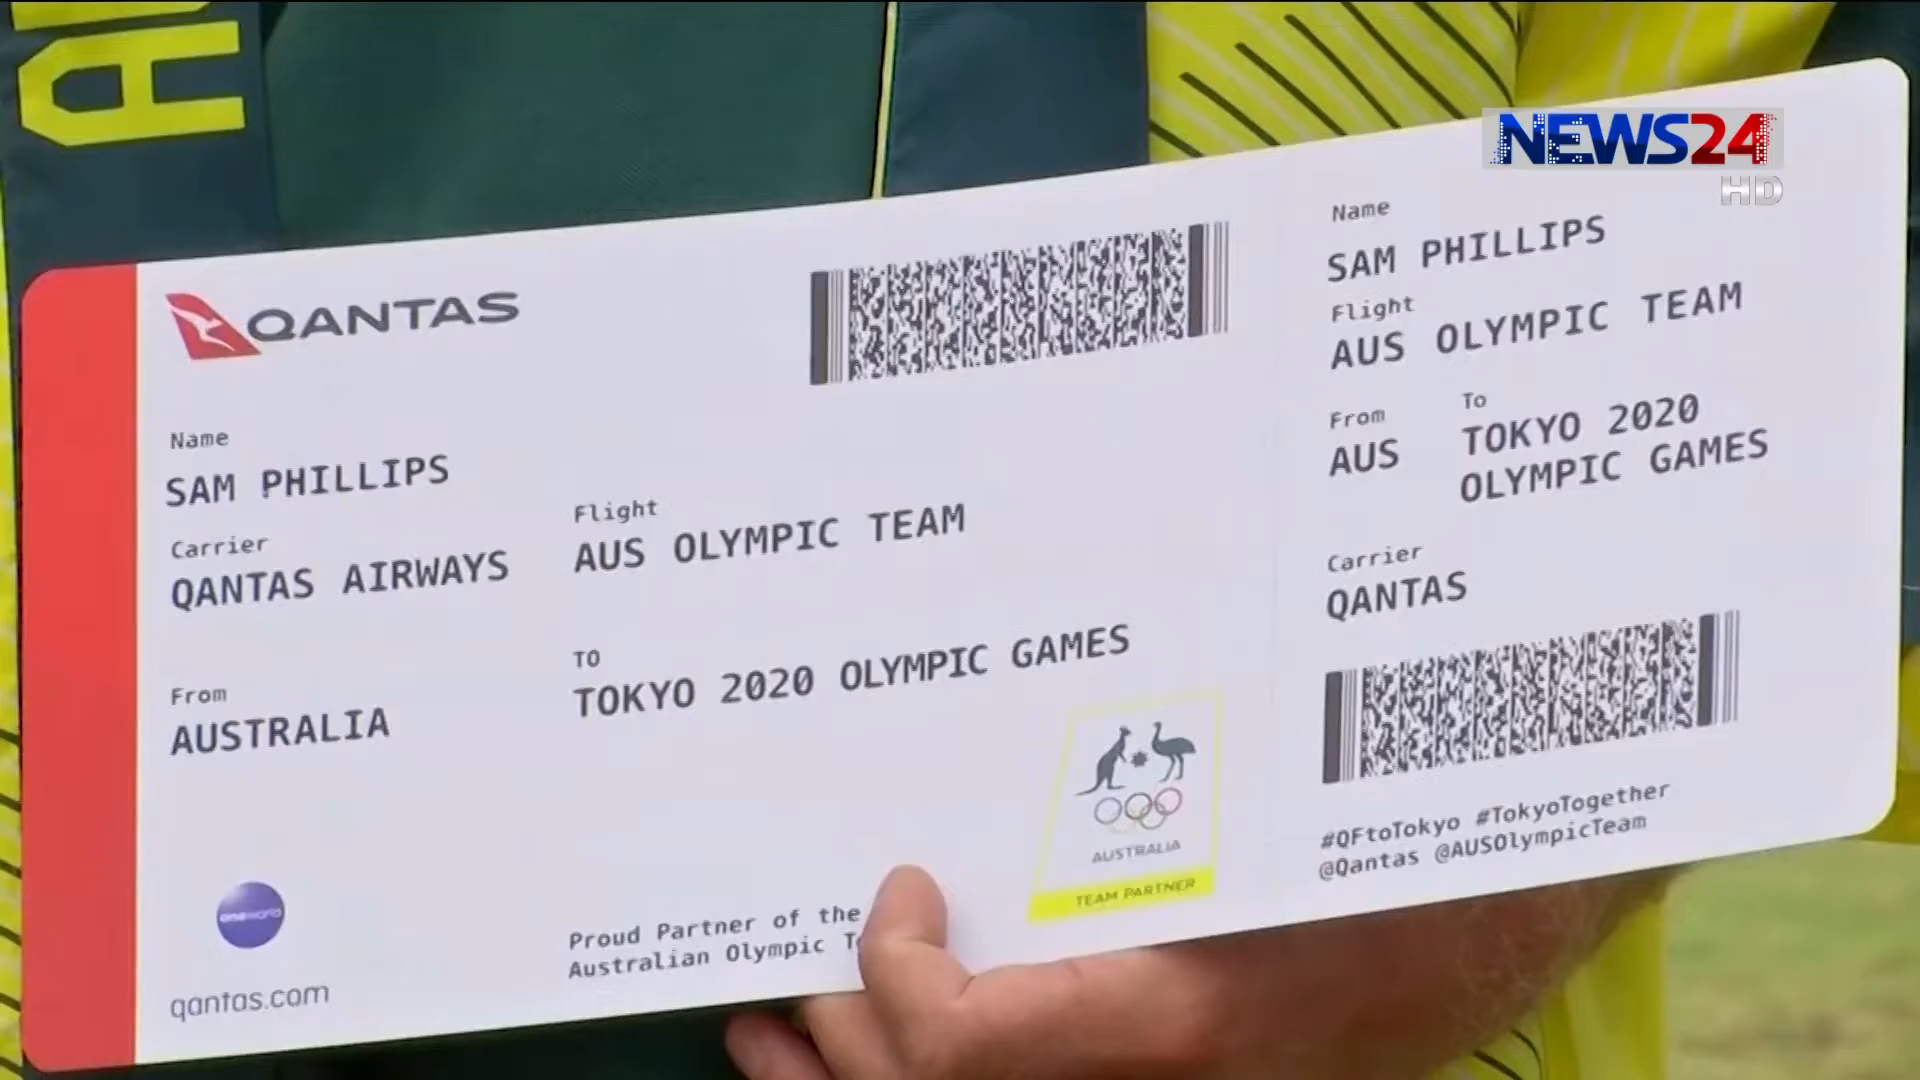 NEWS24
HD
QANTAS
Name
SAM PHILLIPS
Carrier
QANTAS AIRWAYS
Flight
AUS OLYMPIC TEAM
From
AUSTRALIA
TO
TOKYO 2020 OLYMPIC GAMES
oneworld
qantas.com
Proud Partner of the
Australian Olympic
AUSTRALIA
TEAM PARTNER
Name
SAM PHILLIPS
Flight
AUS OLYMPIC TEAM
From
AUS
To
TOKYO 2020
OLYMPIC GAMES
Carrier
QANTAS
#QFtoTokyo #TokyoTogether
@Qantas @AUSOlympicTeam